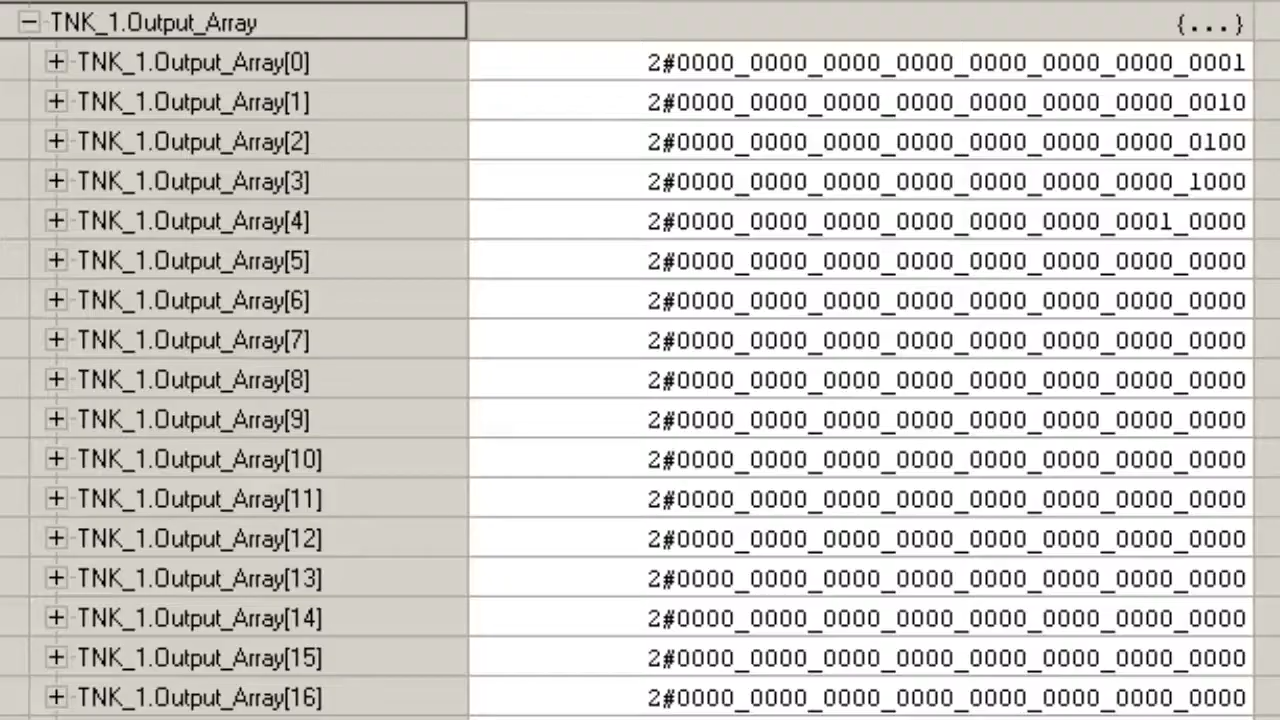 TNK_1.Output_Array {...}
TNK_1.Output_Array[0] 2#0000_0000_0000_0000_0000_0000_0000_0001
TNK_1.Output_Array[1] 2#0000_0000_0000_0000_0000_0000_0000_0010
TNK_1.Output_Array[2] 2#0000_0000_0000_0000_0000_0000_0000_0100
TNK_1.Output_Array[3] 2#0000_0000_0000_0000_0000_0000_0000_1000
TNK_1.Output_Array[4] 2#0000_0000_0000_0000_0000_0000_0001_0000
TNK_1.Output_Array[5] 2#0000_0000_0000_0000_0000_0000_0000_0000
TNK_1.Output_Array[6] 2#0000_0000_0000_0000_0000_0000_0000_0000
TNK_1.Output_Array[7] 2#0000_0000_0000_0000_0000_0000_0000_0000
TNK_1.Output_Array[8] 2#0000_0000_0000_0000_0000_0000_0000_0000
TNK_1.Output_Array[9] 2#0000_0000_0000_0000_0000_0000_0000_0000
TNK_1.Output_Array[10] 2#0000_0000_0000_0000_0000_0000_0000_0000
TNK_1.Output_Array[11] 2#0000_0000_0000_0000_0000_0000_0000_0000
TNK_1.Output_Array[12] 2#0000_0000_0000_0000_0000_0000_0000_0000
TNK_1.Output_Array[13] 2#0000_0000_0000_0000_0000_0000_0000_0000
TNK_1.Output_Array[14] 2#0000_0000_0000_0000_0000_0000_0000_0000
TNK_1.Output_Array[15] 2#0000_0000_0000_0000_0000_0000_0000_0000
TNK_1.Output_Array[16] 2#0000_0000_0000_0000_0000_0000_0000_0000